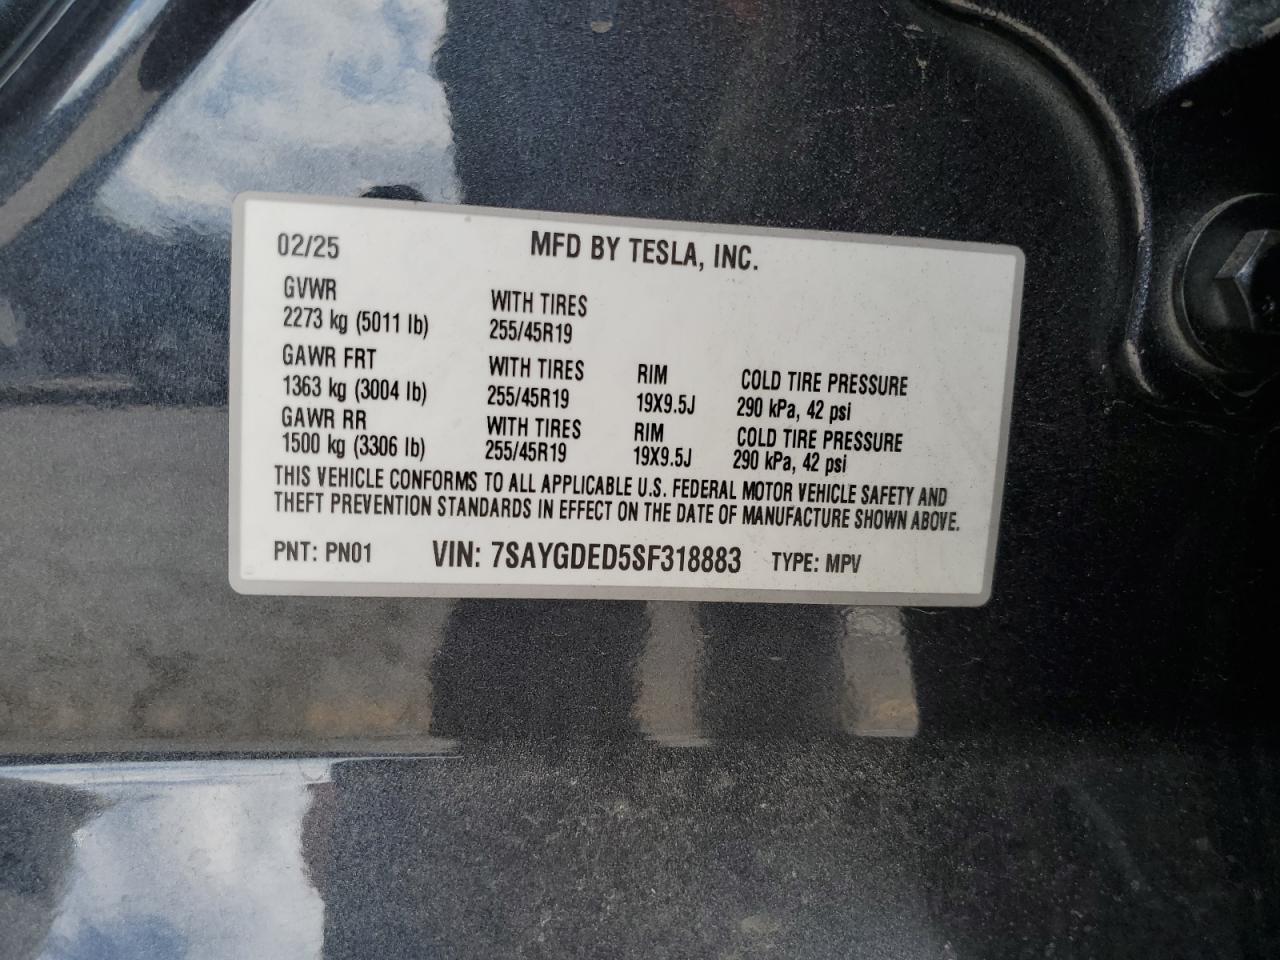 02/25 MFD BY TESLA, INC.
GVWR WITH TIRES
2273 kg (5011 lb) 255/45R19
GAWR FRT WITH TIRES RIM COLD TIRE PRESSURE
1363 kg (3004 lb) 255/45R19 19X9.5J 290 kPa, 42 psi
GAWR RR WITH TIRES RIM COLD TIRE PRESSURE
1500 kg (3306 lb) 255/45R19 19X9.5J 290 kPa, 42 psi
THIS VEHICLE CONFORMS TO ALL APPLICABLE U.S. FEDERAL MOTOR VEHICLE SAFETY AND
THEFT PREVENTION STANDARDS IN EFFECT ON THE DATE OF MANUFACTURE SHOWN ABOVE.
PNT: PN01 VIN: 7SAYGDED5SF318883 TYPE: MPV